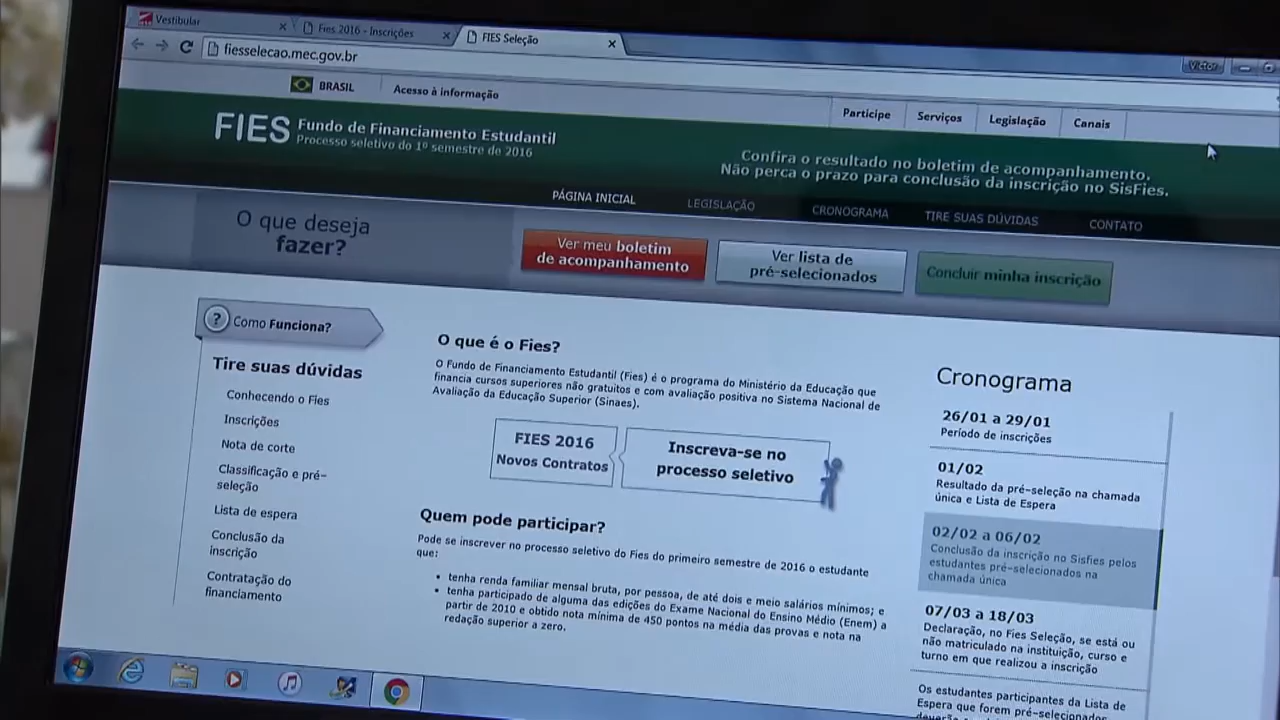 Vestibular
Fies 2016 - Inscrições
FIES Seleção
Victor
fiesselecao.mec.gov.br
BRASIL
Acesso à informação
Participe
Serviços
Legislação
Canais
FIES Fundo de Financiamento Estudantil
Processo seletivo do 1º semestre de 2016
Confira o resultado no boletim de acompanhamento.
Não perca o prazo para conclusão da inscrição no SisFies.
PÁGINA INICIAL
LEGISLAÇÃO
CRONOGRAMA
TIRE SUAS DÚVIDAS
CONTATO
O que deseja
fazer?
Ver meu boletim
de acompanhamento
Ver lista de
pré-selecionados
Concluir minha inscrição
? Como Funciona?
Tire suas dúvidas
Conhecendo o Fies
Inscrições
Nota de corte
Classificação e pré-
seleção
Lista de espera
Conclusão da
inscrição
Contratação do
financiamento
O que é o Fies?
O Fundo de Financiamento Estudantil (Fies) é o programa do Ministério da Educação que
financia cursos superiores não gratuitos e com avaliação positiva no Sistema Nacional de
Avaliação da Educação Superior (Sinaes).
FIES 2016
Novos Contratos
Inscreva-se no
processo seletivo
Quem pode participar?
Pode se inscrever no processo seletivo do Fies do primeiro semestre de 2016 o estudante
que:
• tenha renda familiar mensal bruta, por pessoa, de até dois e meio salários mínimos; e
• tenha participado de alguma das edições do Exame Nacional do Ensino Médio (Enem) a
partir de 2010 e obtido nota mínima de 450 pontos na média das provas e nota na
redação superior a zero.
Cronograma
26/01 a 29/01
Período de inscrições
01/02
Resultado da pré-seleção na chamada
única e Lista de Espera
02/02 a 06/02
Conclusão da inscrição no Sisfies pelos
estudantes pré-selecionados na
chamada única
07/03 a 18/03
Declaração, no Fies Seleção, se está ou
não matriculado na instituição, curso e
turno em que realizou a inscrição
Os estudantes participantes da Lista de
Espera que forem pré-selecionados